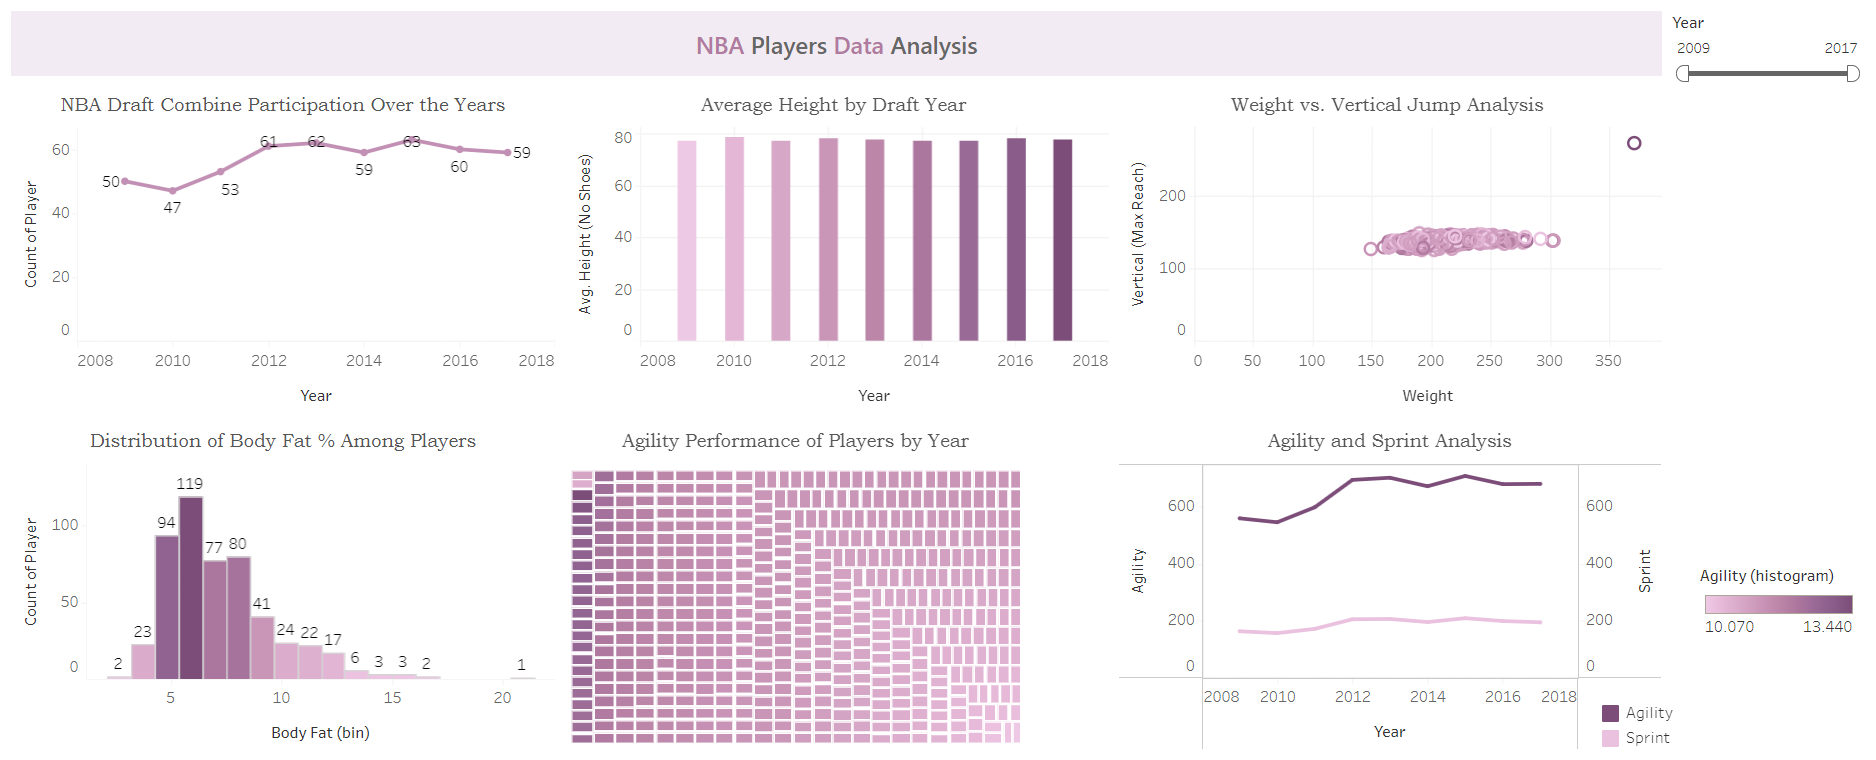 NBA Players Data Analysis
Year
2009 2017
NBA Draft Combine Participation Over the Years
Count of Player
60
40
20
0
50
47
53
61
62
59
63
60
59
2008 2010 2012 2014 2016 2018
Year
Average Height by Draft Year
Avg. Height (No Shoes)
80
60
40
20
0
2008 2010 2012 2014 2016 2018
Year
Weight vs. Vertical Jump Analysis
Vertical (Max Reach)
200
100
0
0 50 100 150 200 250 300 350
Weight
Distribution of Body Fat % Among Players
Count of Player
100
50
0
2
23
94
119
77
80
41
24
22
17
6
3
3
2
1
5 10 15 20
Body Fat (bin)
Agility Performance of Players by Year
Agility and Sprint Analysis
Agility
600
400
200
0
600
400
200
0
Sprint
2008 2010 2012 2014 2016 2018
Year
Agility (histogram)
10.070 13.440
Agility
Sprint